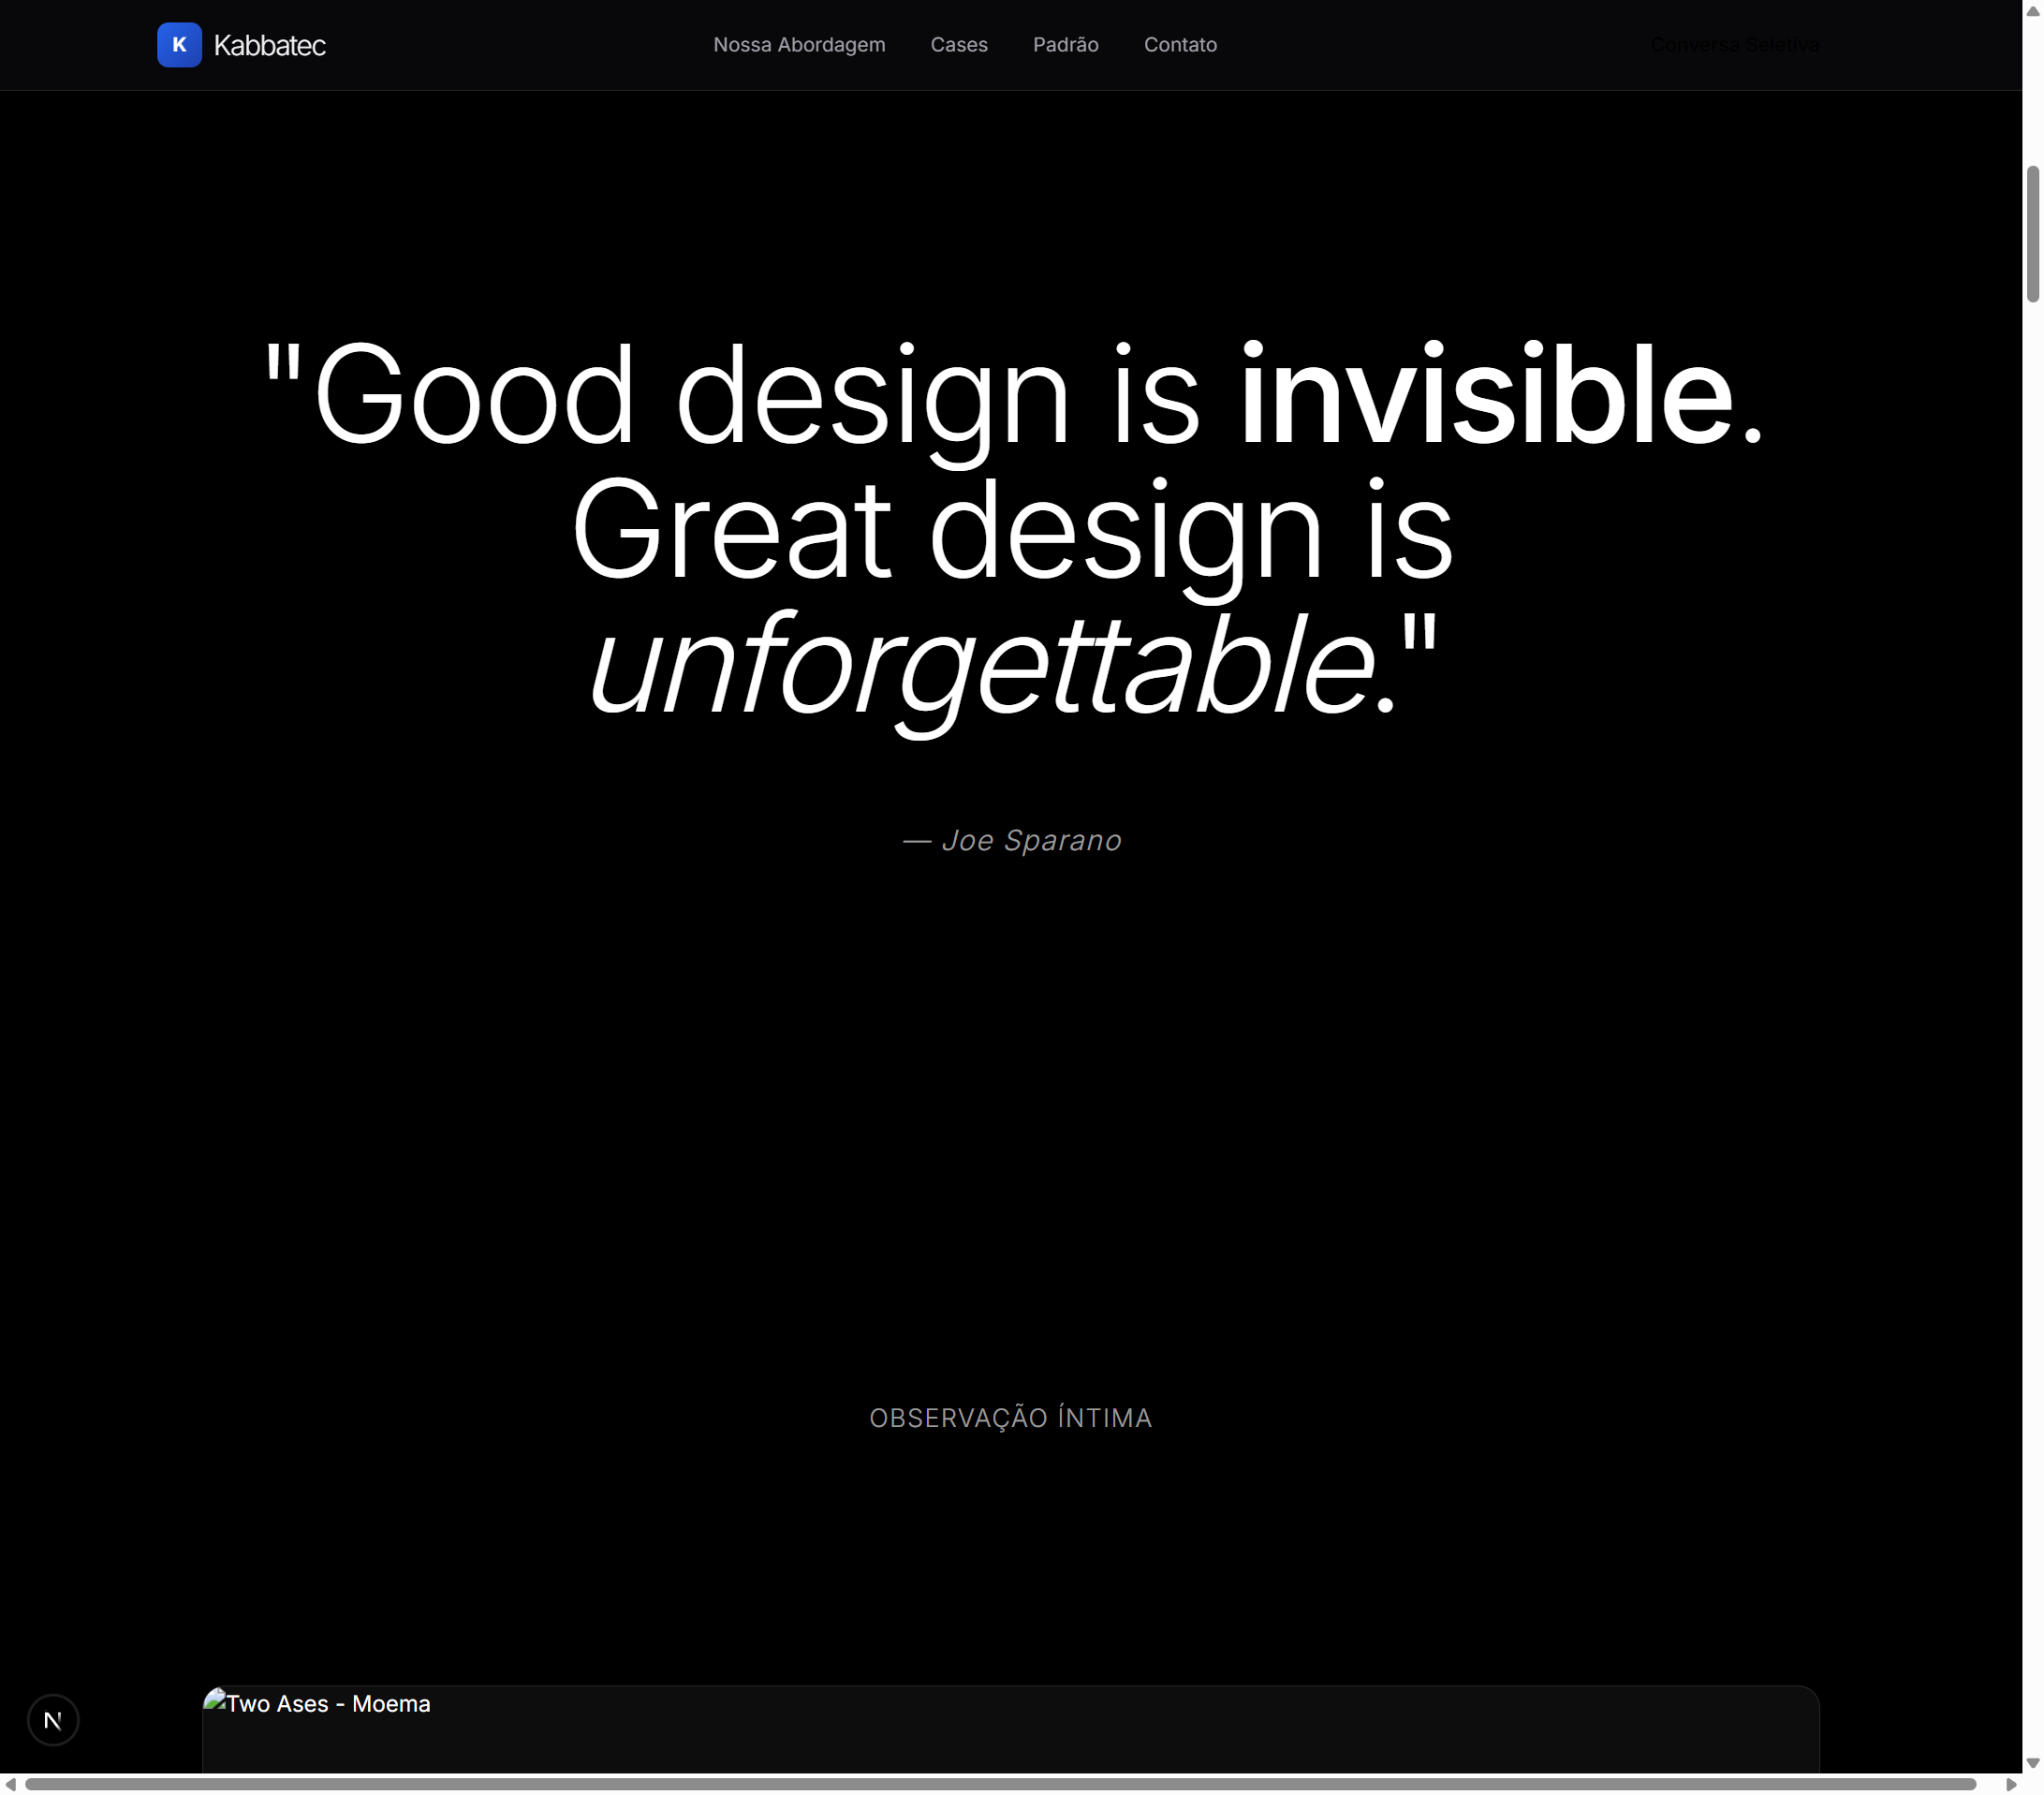 K Kabbatec
Nossa Abordagem Cases Padrão Contato
Conversa Seletiva
"Good design is invisible.
Great design is
unforgettable."
— Joe Sparano
OBSERVAÇÃO ÍNTIMA
Two Ases - Moema
N